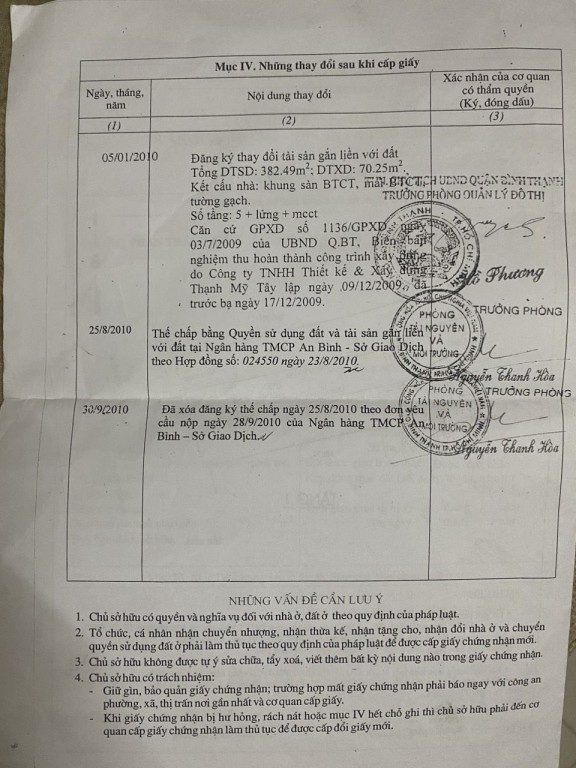 Mục IV. Những thay đổi sau khi cấp giấy
Ngày, tháng,
năm
Nội dung thay đổi
Xác nhận của cơ quan
có thẩm quyền
(Ký, đóng dấu)
(1)
(2)
(3)
05/01/2010
Đăng ký thay đổi tài sản gắn liền với đất
Tổng DTSD: 382.49m²; DTXD: 70.25m².
Kết cấu nhà: khung sàn BTCT, mái BTCT,
tường gạch.
Số tầng: 5 + lửng + mcct
Căn cứ GPXD số 1136/GPXD ngày
03/7/2009 của UBND Q.BT, Biên bản
nghiệm thu hoàn thành công trình xây dựng
do Công ty TNHH Thiết kế & Xây dựng
Thạnh Mỹ Tây lập ngày 09/12/2009, đã
trước bạ ngày 17/12/2009.
TỊCH UBND QUẬN BÌNH THẠNH
TRƯỞNG PHÒNG QUẢN LÝ ĐÔ THỊ
Phương
25/8/2010
Thế chấp bằng Quyền sử dụng đất và tài sản gắn liền
với đất tại Ngân hàng TMCP An Bình - Sở Giao Dịch
theo Hợp đồng số: 024550 ngày 23/8/2010.
TRƯỞNG PHÒNG
PHÒNG
TÀI NGUYÊN
VÀ
MÔI TRƯỜNG
Nguyễn Thanh Hòa
30/9/2010
Đã xóa đăng ký thế chấp ngày 25/8/2010 theo đơn yêu
cầu nộp ngày 28/9/2010 của Ngân hàng TMCP An
Bình – Sở Giao Dịch.
TRƯỞNG PHÒNG
PHÒNG
TÀI NGUYÊN
VÀ
MÔI TRƯỜNG
Nguyễn Thanh Hòa
NHỮNG VẤN ĐỀ CẦN LƯU Ý
1. Chủ sở hữu có quyền và nghĩa vụ đối với nhà ở, đất ở theo quy định của pháp luật.
2. Tổ chức, cá nhân nhận chuyển nhượng, nhận thừa kế, nhận tặng cho, nhận đổi nhà ở và chuyển
quyền sử dụng đất ở phải làm thủ tục theo quy định của pháp luật để được cấp giấy chứng nhận mới.
3. Chủ sở hữu không được tự ý sửa chữa, tẩy xoá, viết thêm bất kỳ nội dung nào trong giấy chứng nhận.
4. Chủ sở hữu có trách nhiệm:
- Giữ gìn, bảo quản giấy chứng nhận; trường hợp mất giấy chứng nhận phải báo ngay với công an
phường, xã, thị trấn nơi gần nhất và cơ quan cấp giấy.
- Khi giấy chứng nhận bị hư hỏng, rách nát hoặc mục IV hết chỗ ghi thì chủ sở hữu phải đến cơ
quan cấp giấy chứng nhận làm thủ tục để được cấp đổi giấy mới.